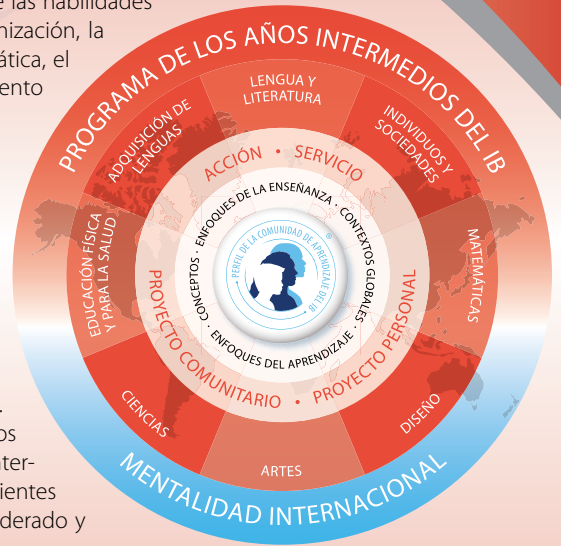 e las habilidades
nización, la
ática, el
ento
PROGRAMA DE LOS AÑOS INTERMEDIOS DEL IB
LENGUA Y
LITERATURA
ADQUISICIÓN DE
LENGUAS
INDIVIDUOS Y
SOCIEDADES
EDUCACIÓN FÍSICA
Y PARA LA SALUD
MATEMÁTICAS
CIENCIAS
ARTES
DISEÑO
ACCIÓN • SERVICIO
PROYECTO COMUNITARIO • PROYECTO PERSONAL
ENFOQUES DE LA ENSEÑANZA · CONTEXTOS GLOBALES ·
ENFOQUES DEL APRENDIZAJE · CONCEPTOS ·
PERFIL DE LA COMUNIDAD DE APRENDIZAJE DEL IB
®
MENTALIDAD INTERNACIONAL
.
os
nter-
ientes
derado y